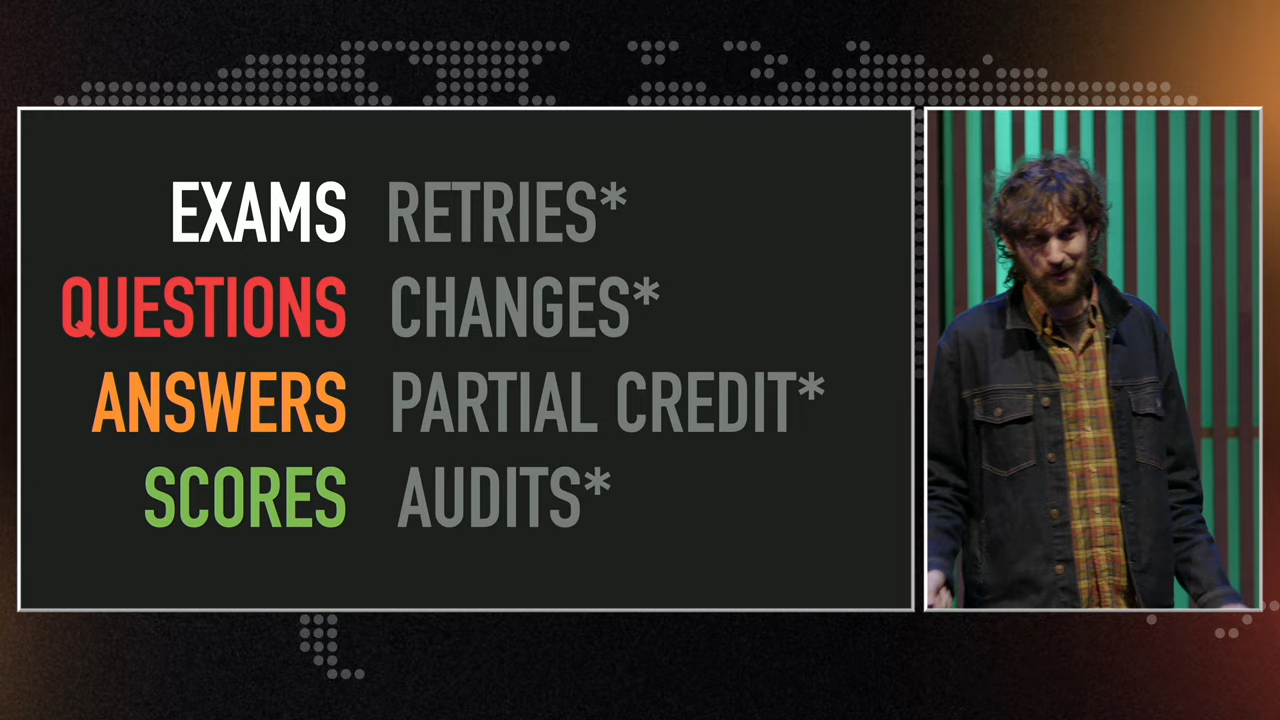 EXAMS RETRIES*
QUESTIONS CHANGES*
ANSWERS PARTIAL CREDIT*
SCORES AUDITS*